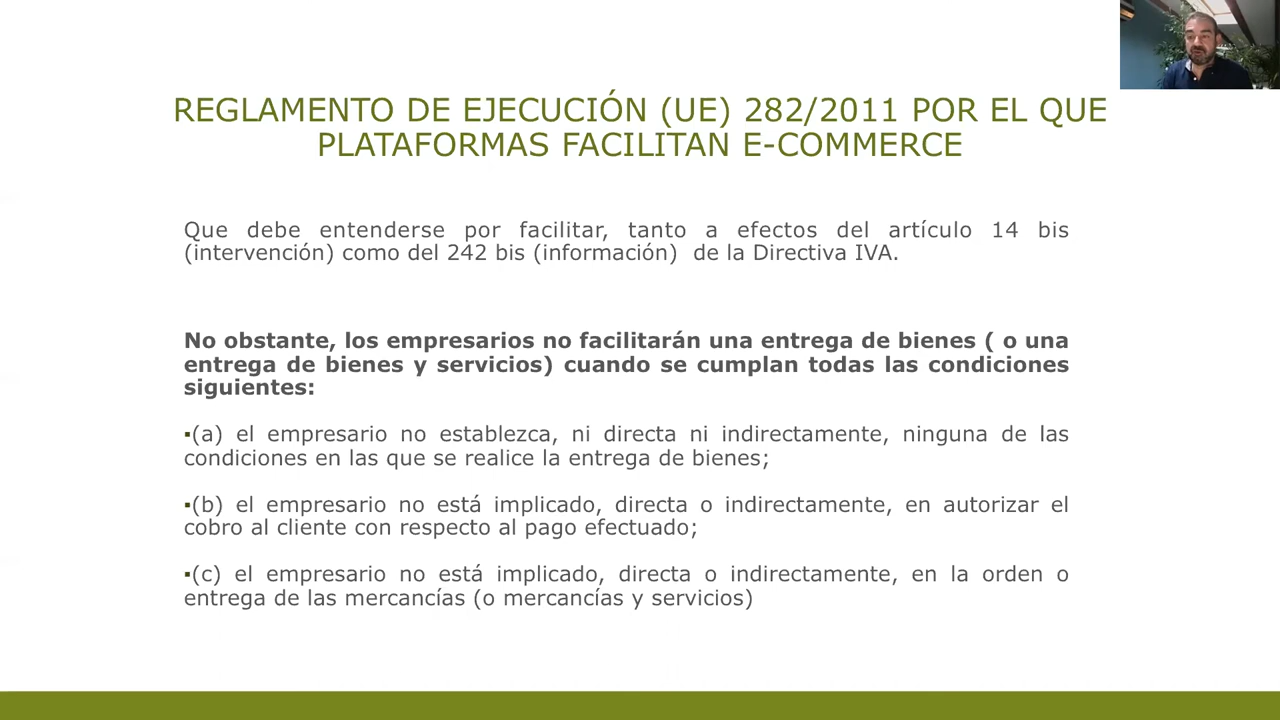 REGLAMENTO DE EJECUCIÓN (UE) 282/2011 POR EL QUE
PLATAFORMAS FACILITAN E-COMMERCE
Que debe entenderse por facilitar, tanto a efectos del artículo 14 bis
(intervención) como del 242 bis (información) de la Directiva IVA.
No obstante, los empresarios no facilitarán una entrega de bienes ( o una
entrega de bienes y servicios) cuando se cumplan todas las condiciones
siguientes:
▪(a) el empresario no establezca, ni directa ni indirectamente, ninguna de las
condiciones en las que se realice la entrega de bienes;
▪(b) el empresario no está implicado, directa o indirectamente, en autorizar el
cobro al cliente con respecto al pago efectuado;
▪(c) el empresario no está implicado, directa o indirectamente, en la orden o
entrega de las mercancías (o mercancías y servicios)